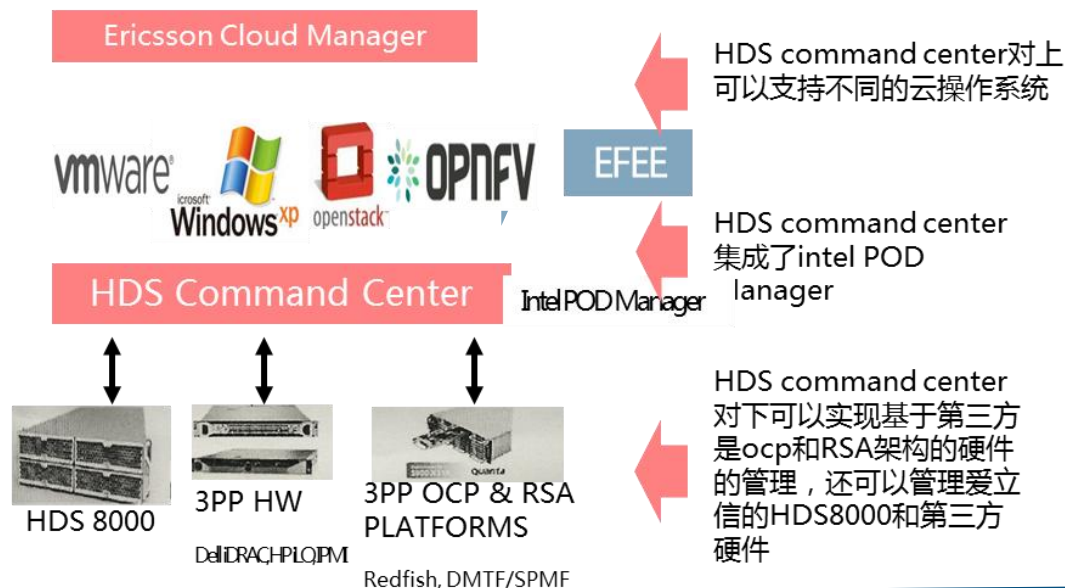 Ericsson Cloud Manager
HDS command center对上
可以支持不同的云操作系统
vmware®
icrosoft®
Windows xp
openstack™
OPNFV
EFEE
HDS command center
集成了intel POD
Ianager
HDS Command Center
Intel POD Manager
HDS command center
对下可以实现基于第三方
是ocp和RSA架构的硬件
的管理，还可以管理爱立
信的HDS8000和第三方
硬件
Quanta
HDS 8000
3PP HW
3PP OCP & RSA
PLATFORMS
Dell iDRAC,HP iLO,IPMI
Redfish, DMTF/SPMF